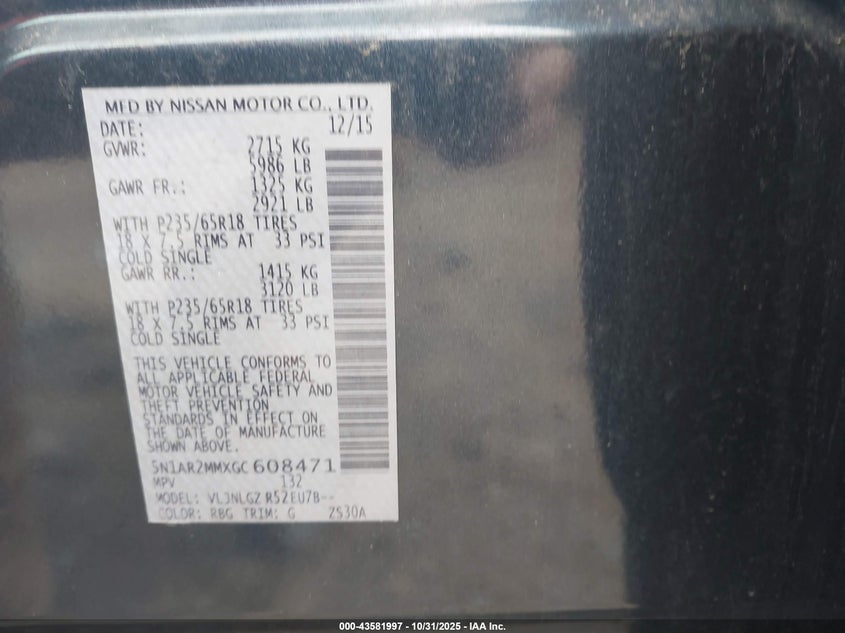 MFD BY NISSAN MOTOR CO., LTD.
DATE: 12/15
GVWR: 2715 KG
5986 LB
GAWR FR.: 1325 KG
2921 LB
WITH P235/65R18 TIRES
18 X 7.5 RIMS AT 33 PSI
COLD SINGLE
GAWR RR.: 1415 KG
3120 LB
WITH P235/65R18 TIRES
18 X 7.5 RIMS AT 33 PSI
COLD SINGLE
THIS VEHICLE CONFORMS TO
ALL APPLICABLE FEDERAL
MOTOR VEHICLE SAFETY AND
THEFT PREVENTION
STANDARDS IN EFFECT ON
THE DATE OF MANUFACTURE
SHOWN ABOVE.
5N1AR2MMXGC608471
MPV 132
MODEL: VL3NLGZ R52EU7B--
COLOR: RBG TRIM: G ZS30A
000-43581997 - 10/31/2025 - IAA Inc.